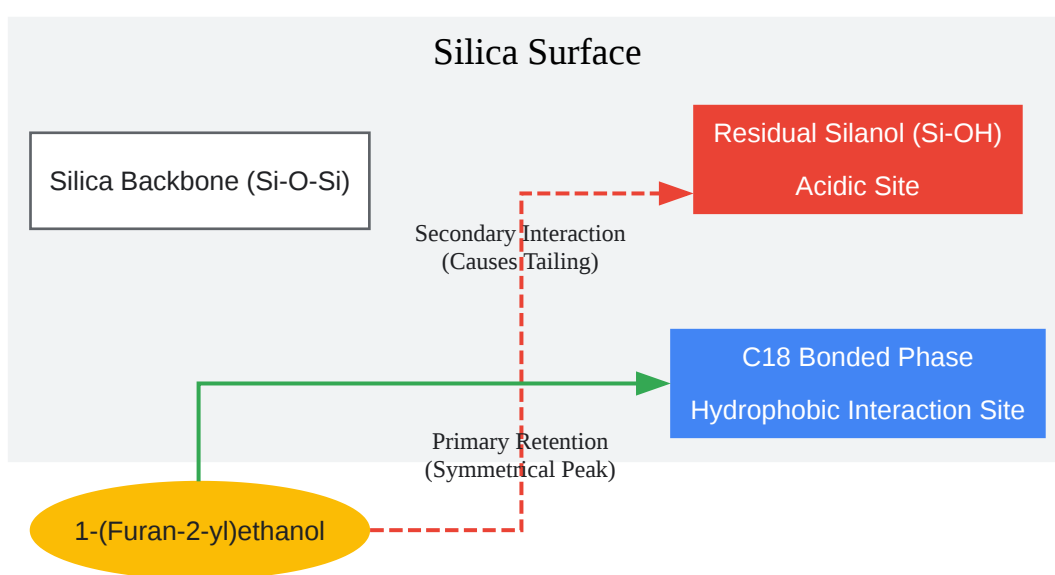 Silica Surface
Silica Backbone (Si-O-Si)
Residual Silanol (Si-OH)
Acidic Site
Secondary Interaction
(Causes Tailing)
C18 Bonded Phase
Hydrophobic Interaction Site
Primary Retention
(Symmetrical Peak)
1-(Furan-2-yl)ethanol